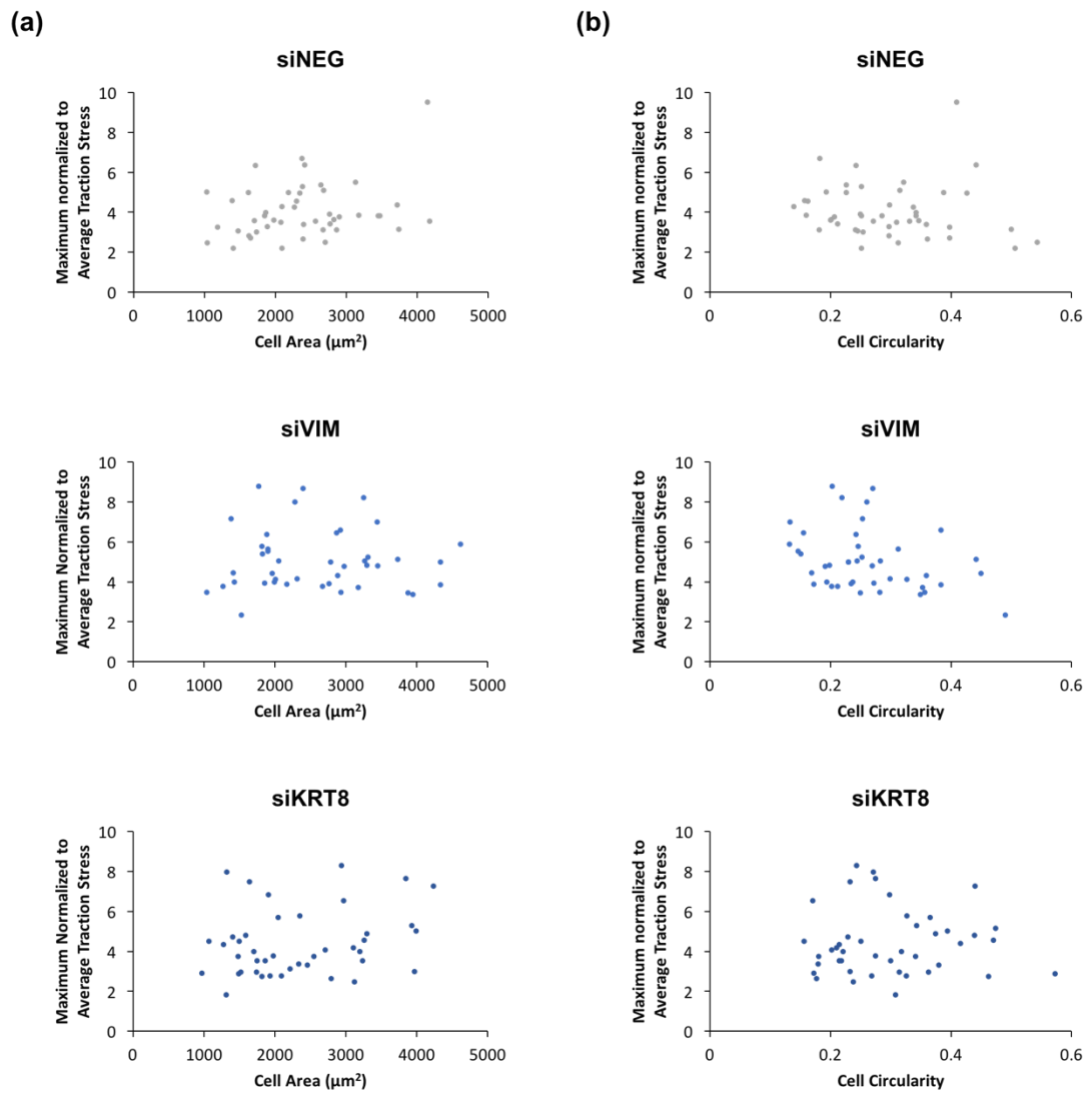 (a)
(b)
siNEG
Maximum normalized to
Average Traction Stress
10
8
6
4
2
0
0 1000 2000 3000 4000 5000
Cell Area (µm²)
siNEG
Maximum normalized to
Average Traction Stress
10
8
6
4
2
0
0 0.2 0.4 0.6
Cell Circularity
siVIM
Maximum Normalized to
Average Traction Stress
10
8
6
4
2
0
0 1000 2000 3000 4000 5000
Cell Area (µm²)
siVIM
Maximum Normalized to
Average Traction Stress
10
8
6
4
2
0
0 0.2 0.4 0.6
Cell Circularity
siKRT8
Maximum Normalized to
Average Traction Stress
10
8
6
4
2
0
0 1000 2000 3000 4000 5000
Cell Area (µm²)
siKRT8
Maximum Normalized to
Average Traction Stress
10
8
6
4
2
0
0 0.2 0.4 0.6
Cell Circularity